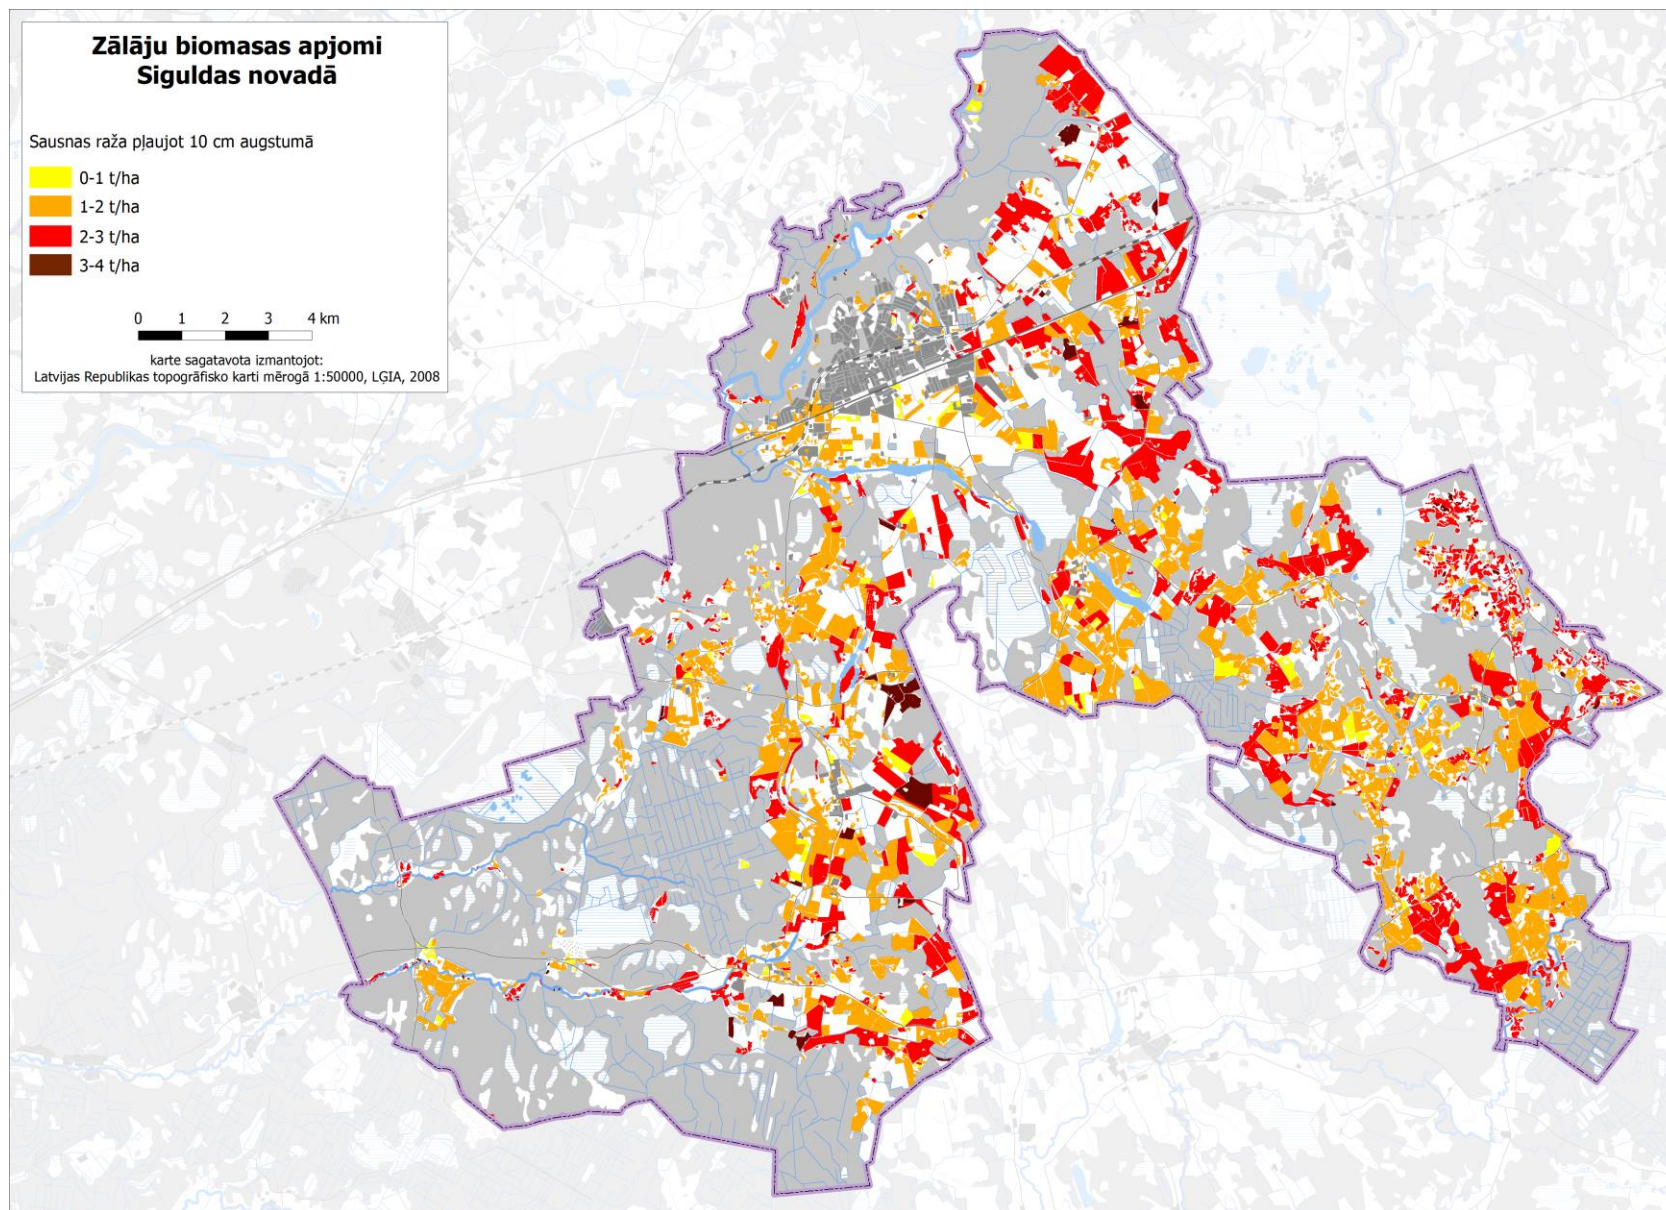 Zālāju biomasas apjomi
Siguldas novadā
Sausnas raža pļaujot 10 cm augstumā
0-1 t/ha
1-2 t/ha
2-3 t/ha
3-4 t/ha
0 1 2 3 4 km
karte sagatavota izmantojot:
Latvijas Republikas topogrāfisko karti mērogā 1:50000, LĢIA, 2008